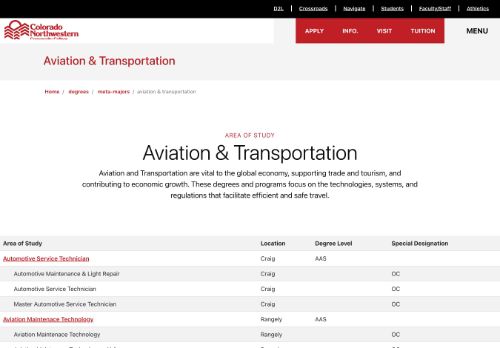 D2L | Crossroads | Navigate | Students | Faculty/Staff | Athletics
Colorado
Northwestern
Community College
APPLY INFO. VISIT TUITION MENU
Aviation & Transportation
Home / degrees / meta-majors / aviation & transportation
AREA OF STUDY
Aviation & Transportation
Aviation and Transportation are vital to the global economy, supporting trade and tourism, and
contributing to economic growth. These degrees and programs focus on the technologies, systems, and
regulations that facilitate efficient and safe travel.
Area of Study Location Degree Level Special Designation
Automotive Service Technician Craig AAS
Automotive Maintenance & Light Repair Craig OC
Automotive Service Technician Craig OC
Master Automotive Service Technician Craig OC
Aviation Maintenace Technology Rangely AAS
Aviation Maintenace Technology Rangely OC